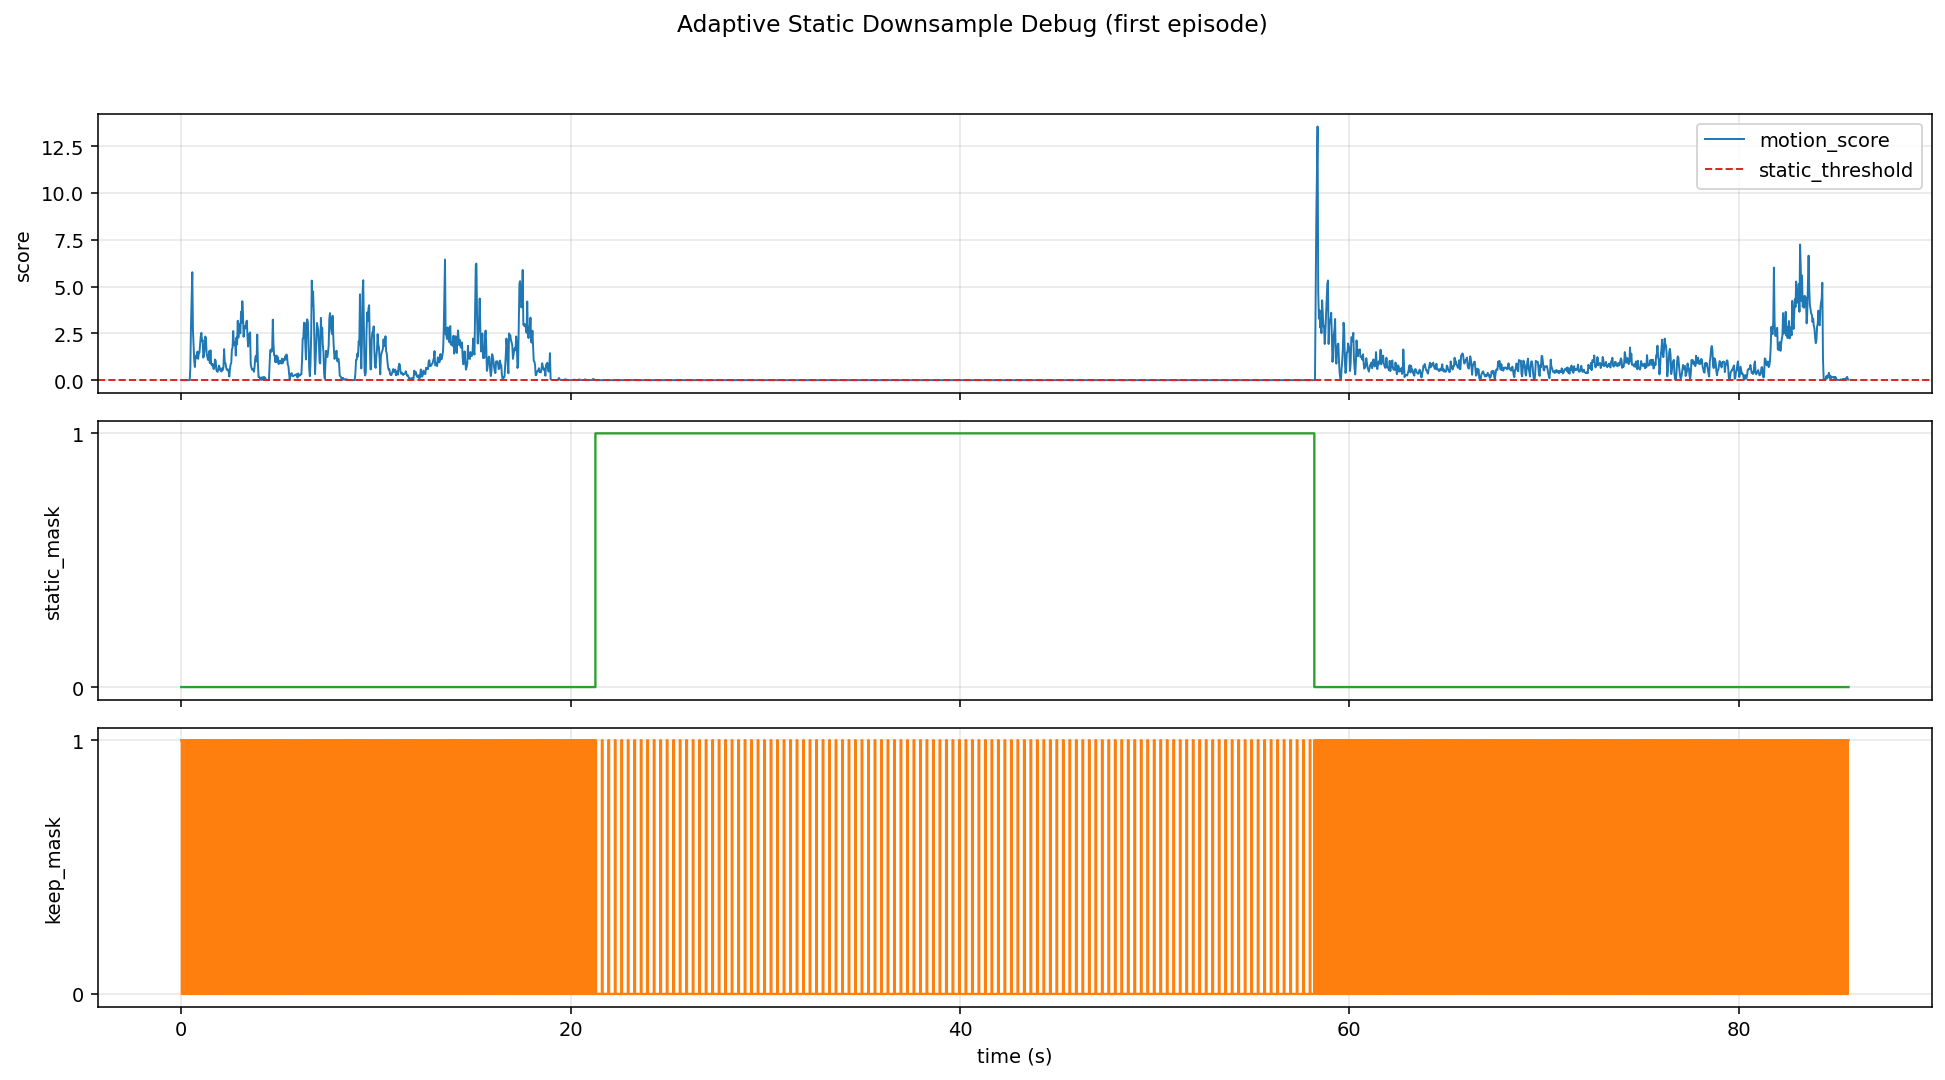 Adaptive Static Downsample Debug (first episode)
12.5
10.0
7.5
5.0
2.5
0.0
score
motion_score
static_threshold
1
0
static_mask
1
0
keep_mask
0
20
40
60
80
time (s)